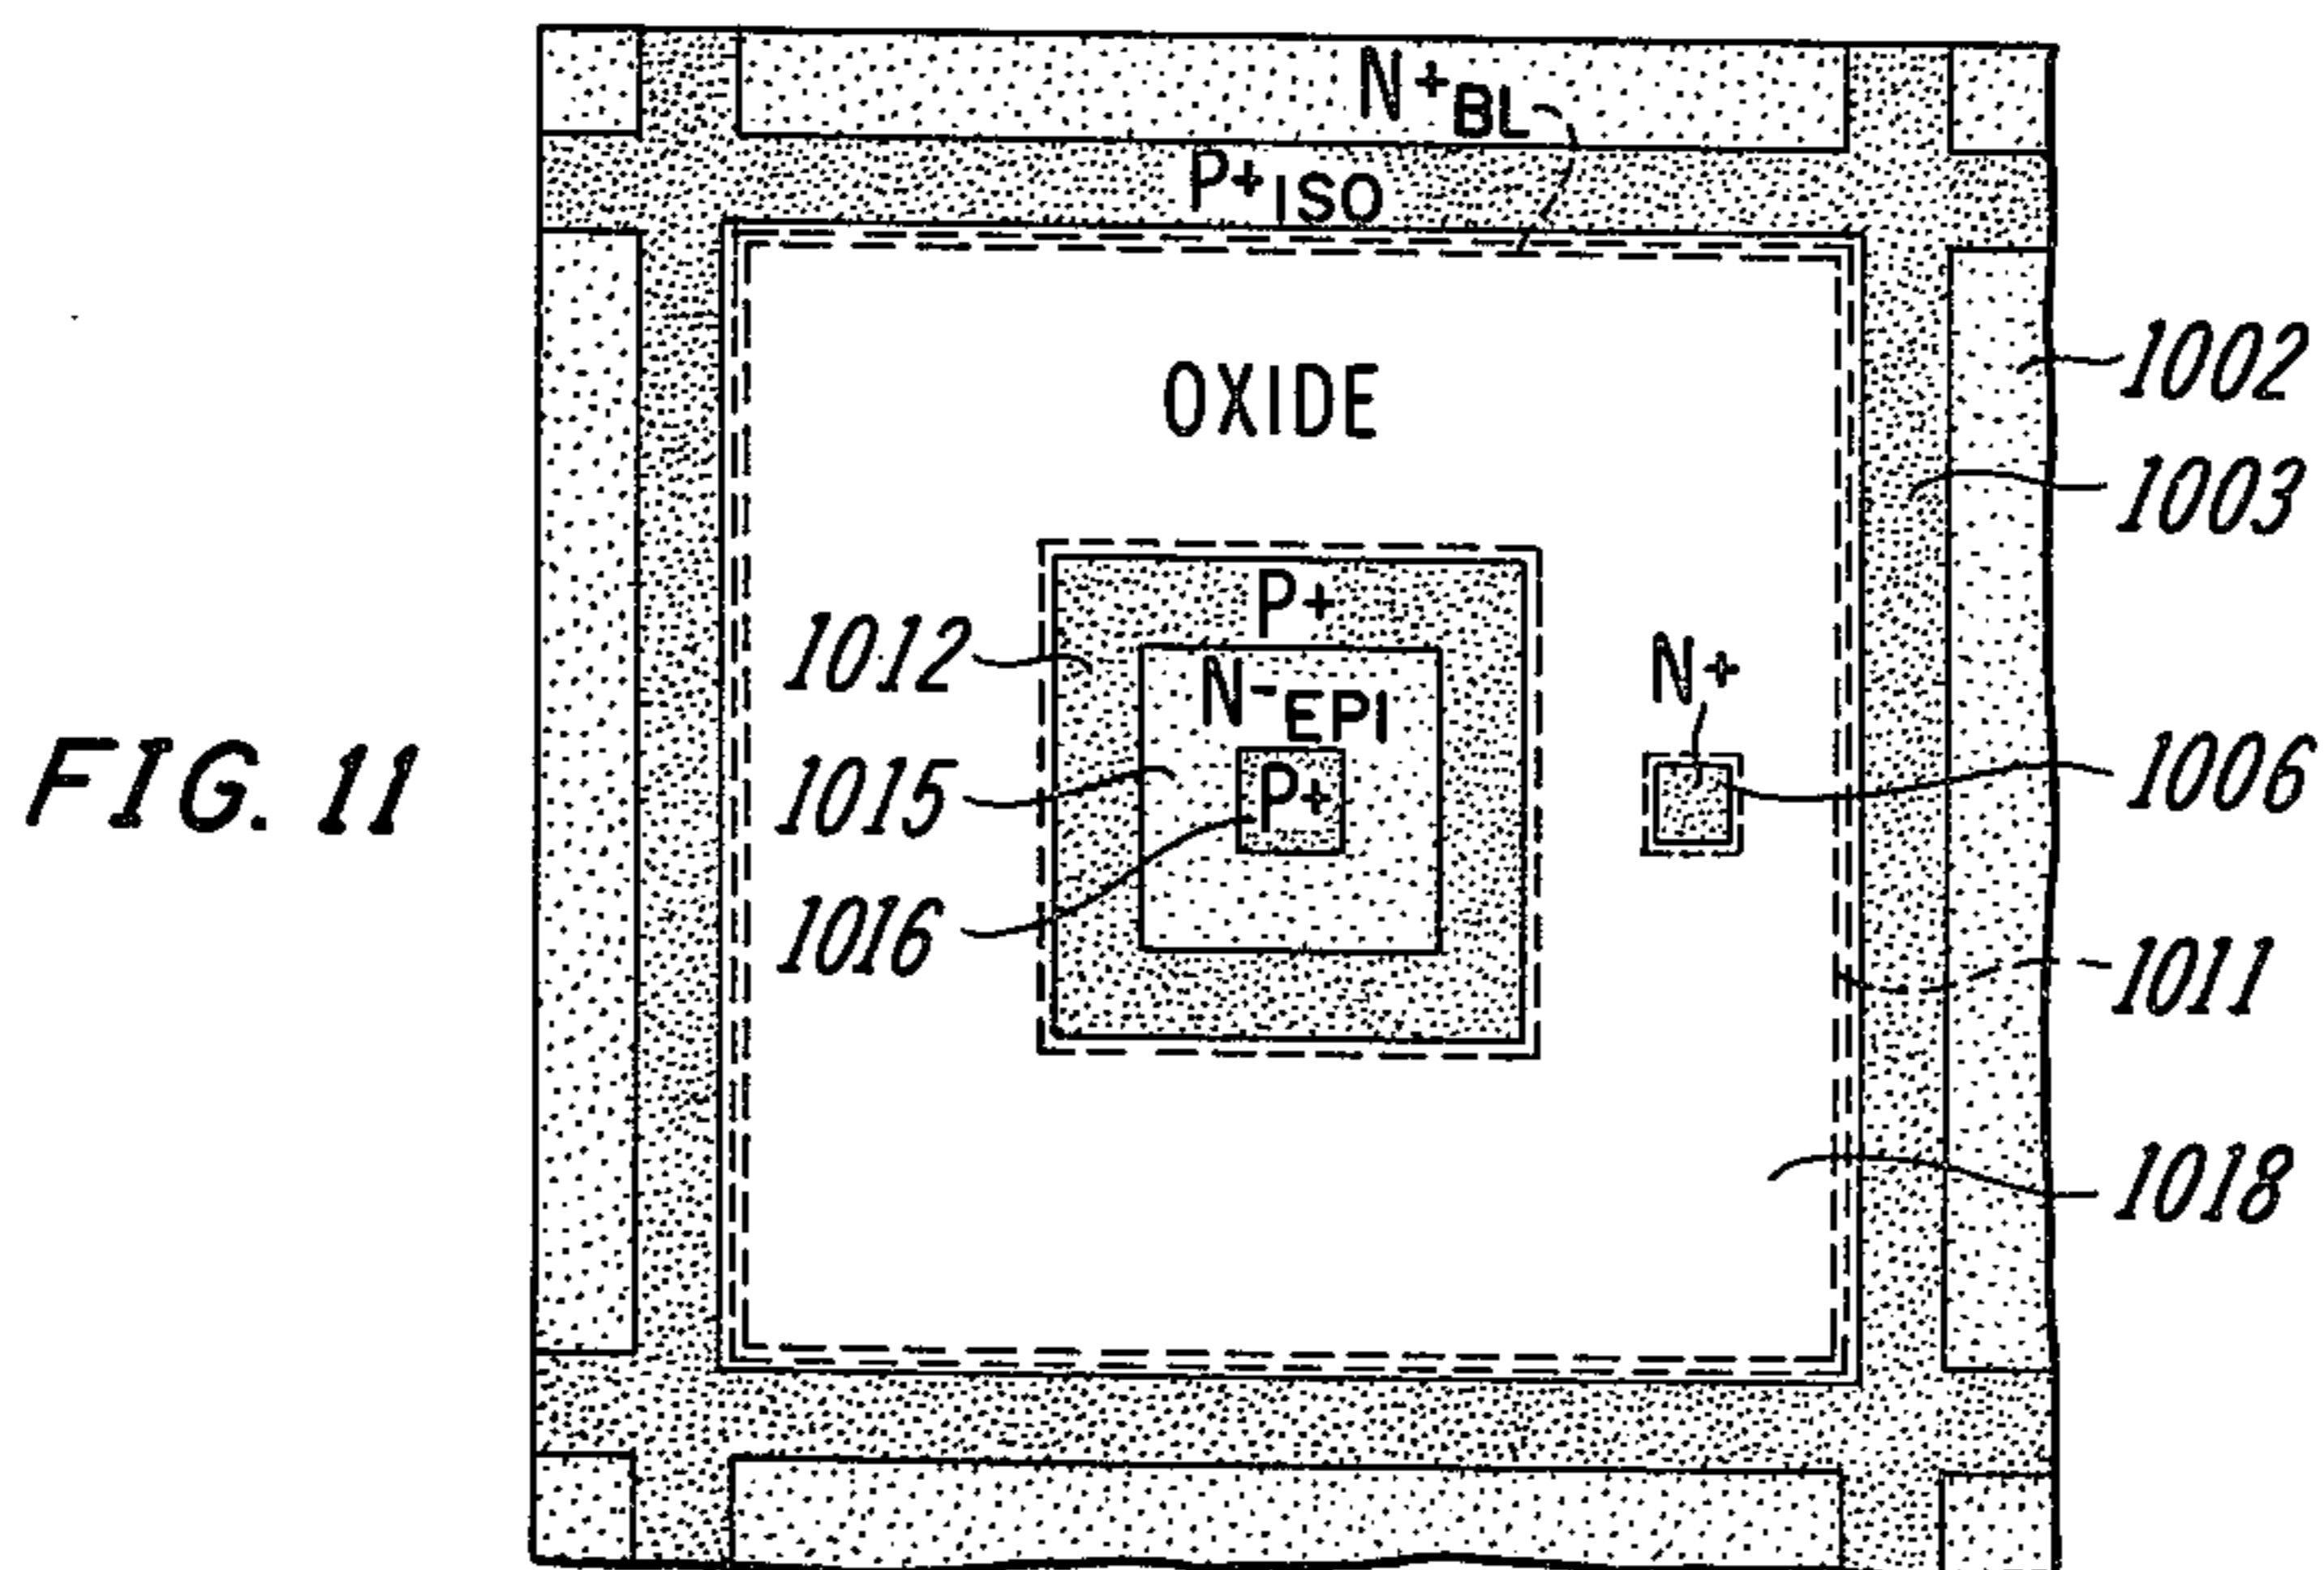 N+BL
P+ISO
OXIDE
1002
1003
P+
1012
N-EPI
N+
FIG. 11
1015
P+
1006
1016
1011
1018